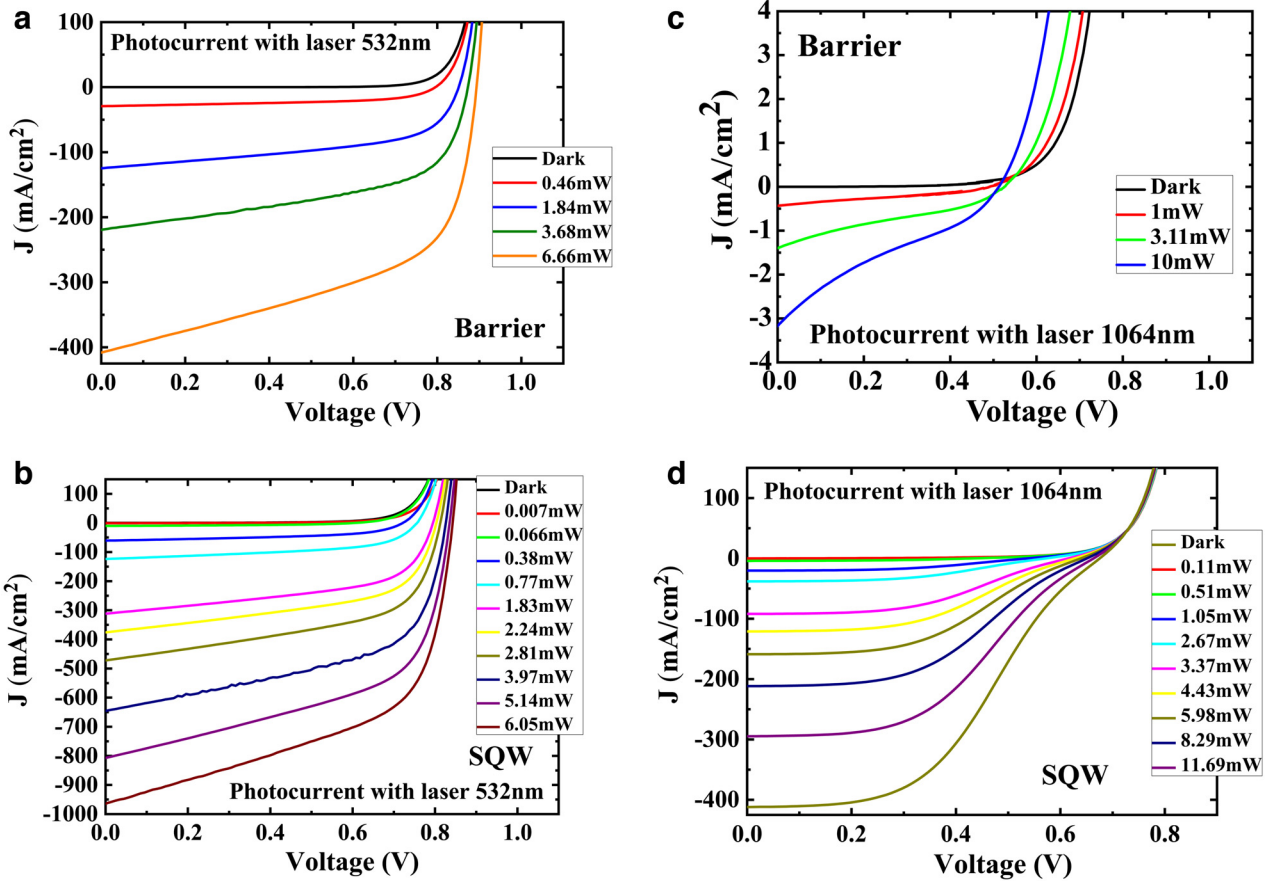 a
Photocurrent with laser 532nm
100
0
-100
-200
-300
-400
J (mA/cm²)
Dark
0.46mW
1.84mW
3.68mW
6.66mW
Barrier
0.0 0.2 0.4 0.6 0.8 1.0
Voltage (V)
c
Barrier
4
3
2
1
0
-1
-2
-3
-4
J (mA/cm²)
Dark
1mW
3.11mW
10mW
Photocurrent with laser 1064nm
0.0 0.2 0.4 0.6 0.8 1.0
Voltage (V)
b
100
0
-100
-200
-300
-400
-500
-600
-700
-800
-900
-1000
J (mA/cm²)
Dark
0.007mW
0.066mW
0.38mW
0.77mW
1.83mW
2.24mW
2.81mW
3.97mW
5.14mW
6.05mW
SQW
Photocurrent with laser 532nm
0.0 0.2 0.4 0.6 0.8 1.0
Voltage (V)
d
Photocurrent with laser 1064nm
100
0
-100
-200
-300
-400
J (mA/cm²)
Dark
0.11mW
0.51mW
1.05mW
2.67mW
3.37mW
4.43mW
5.98mW
8.29mW
11.69mW
SQW
0.0 0.2 0.4 0.6 0.8
Voltage (V)